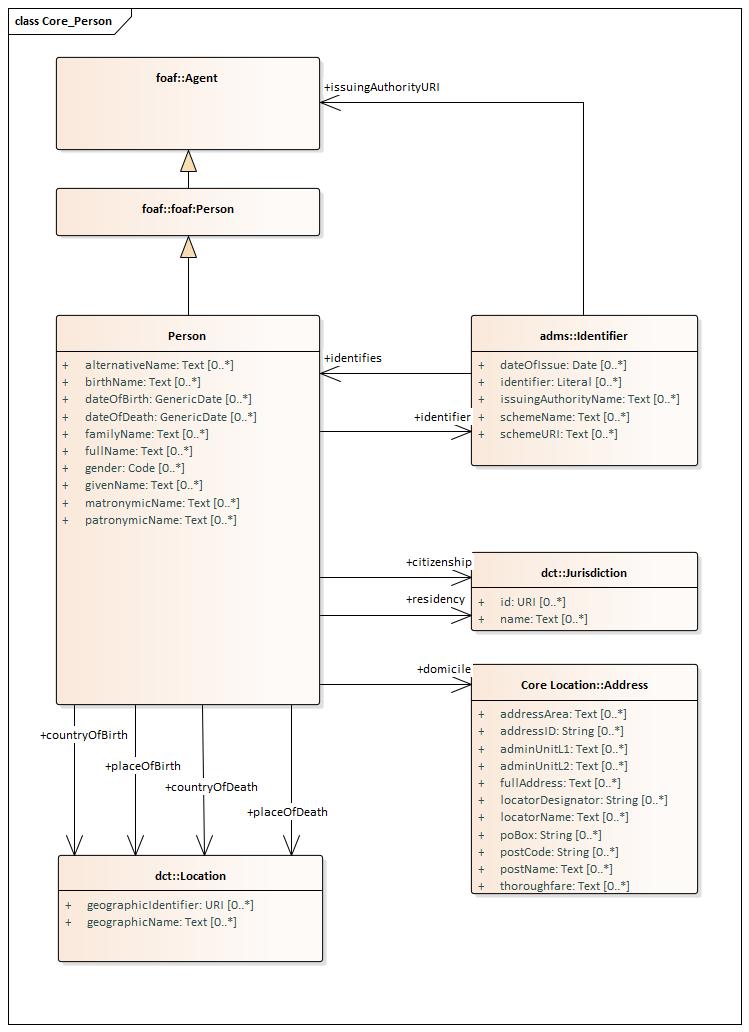 class Core_Person
foaf::Agent
+issuingAuthorityURI
foaf::foaf:Person
Person
+ alternativeName: Text [0..*]
+ birthName: Text [0..*]
+ dateOfBirth: GenericDate [0..*]
+ dateOfDeath: GenericDate [0..*]
+ familyName: Text [0..*]
+ fullName: Text [0..*]
+ gender: Code [0..*]
+ givenName: Text [0..*]
+ matronymicName: Text [0..*]
+ patronymicName: Text [0..*]
+identifies
+identifier
adms::Identifier
+ dateOfIssue: Date [0..*]
+ identifier: Literal [0..*]
+ issuingAuthorityName: Text [0..*]
+ schemeName: Text [0..*]
+ schemeURI: Text [0..*]
+citizenship
+residency
dct::Jurisdiction
+ id: URI [0..*]
+ name: Text [0..*]
+domicile
Core Location::Address
+ addressArea: Text [0..*]
+ addressID: String [0..*]
+ adminUnitL1: Text [0..*]
+ adminUnitL2: Text [0..*]
+ fullAddress: Text [0..*]
+ locatorDesignator: String [0..*]
+ locatorName: Text [0..*]
+ poBox: String [0..*]
+ postCode: String [0..*]
+ postName: Text [0..*]
+ thoroughfare: Text [0..*]
+countryOfBirth
+placeOfBirth
+countryOfDeath
+placeOfDeath
dct::Location
+ geographicIdentifier: URI [0..*]
+ geographicName: Text [0..*]